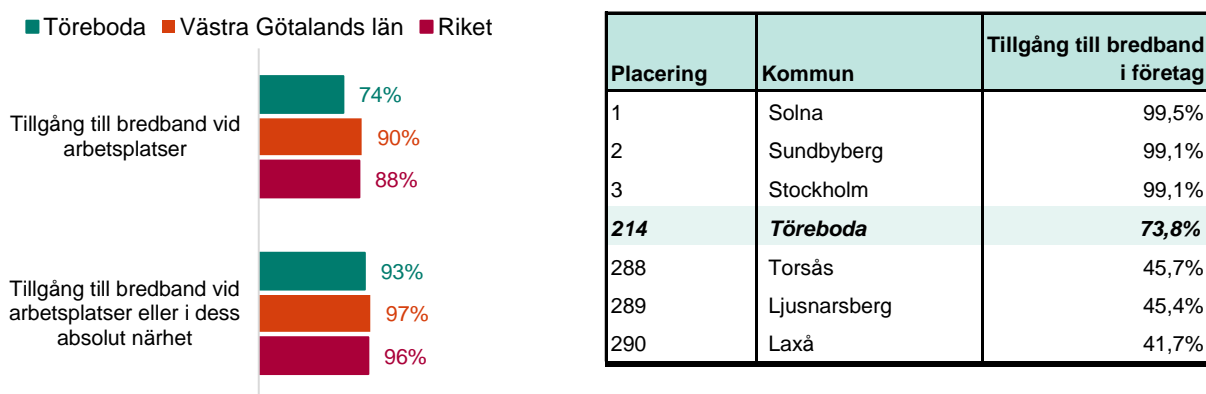 Töreboda Västra Götalands län Riket
Tillgång till bredband vid
arbetsplatser
74%
90%
88%
Tillgång till bredband vid
arbetsplatser eller i dess
absolut närhet
93%
97%
96%
Placering Kommun Tillgång till bredband
i företag
1 Solna 99,5%
2 Sundbyberg 99,1%
3 Stockholm 99,1%
214 Töreboda 73,8%
288 Torsås 45,7%
289 Ljusnarsberg 45,4%
290 Laxå 41,7%